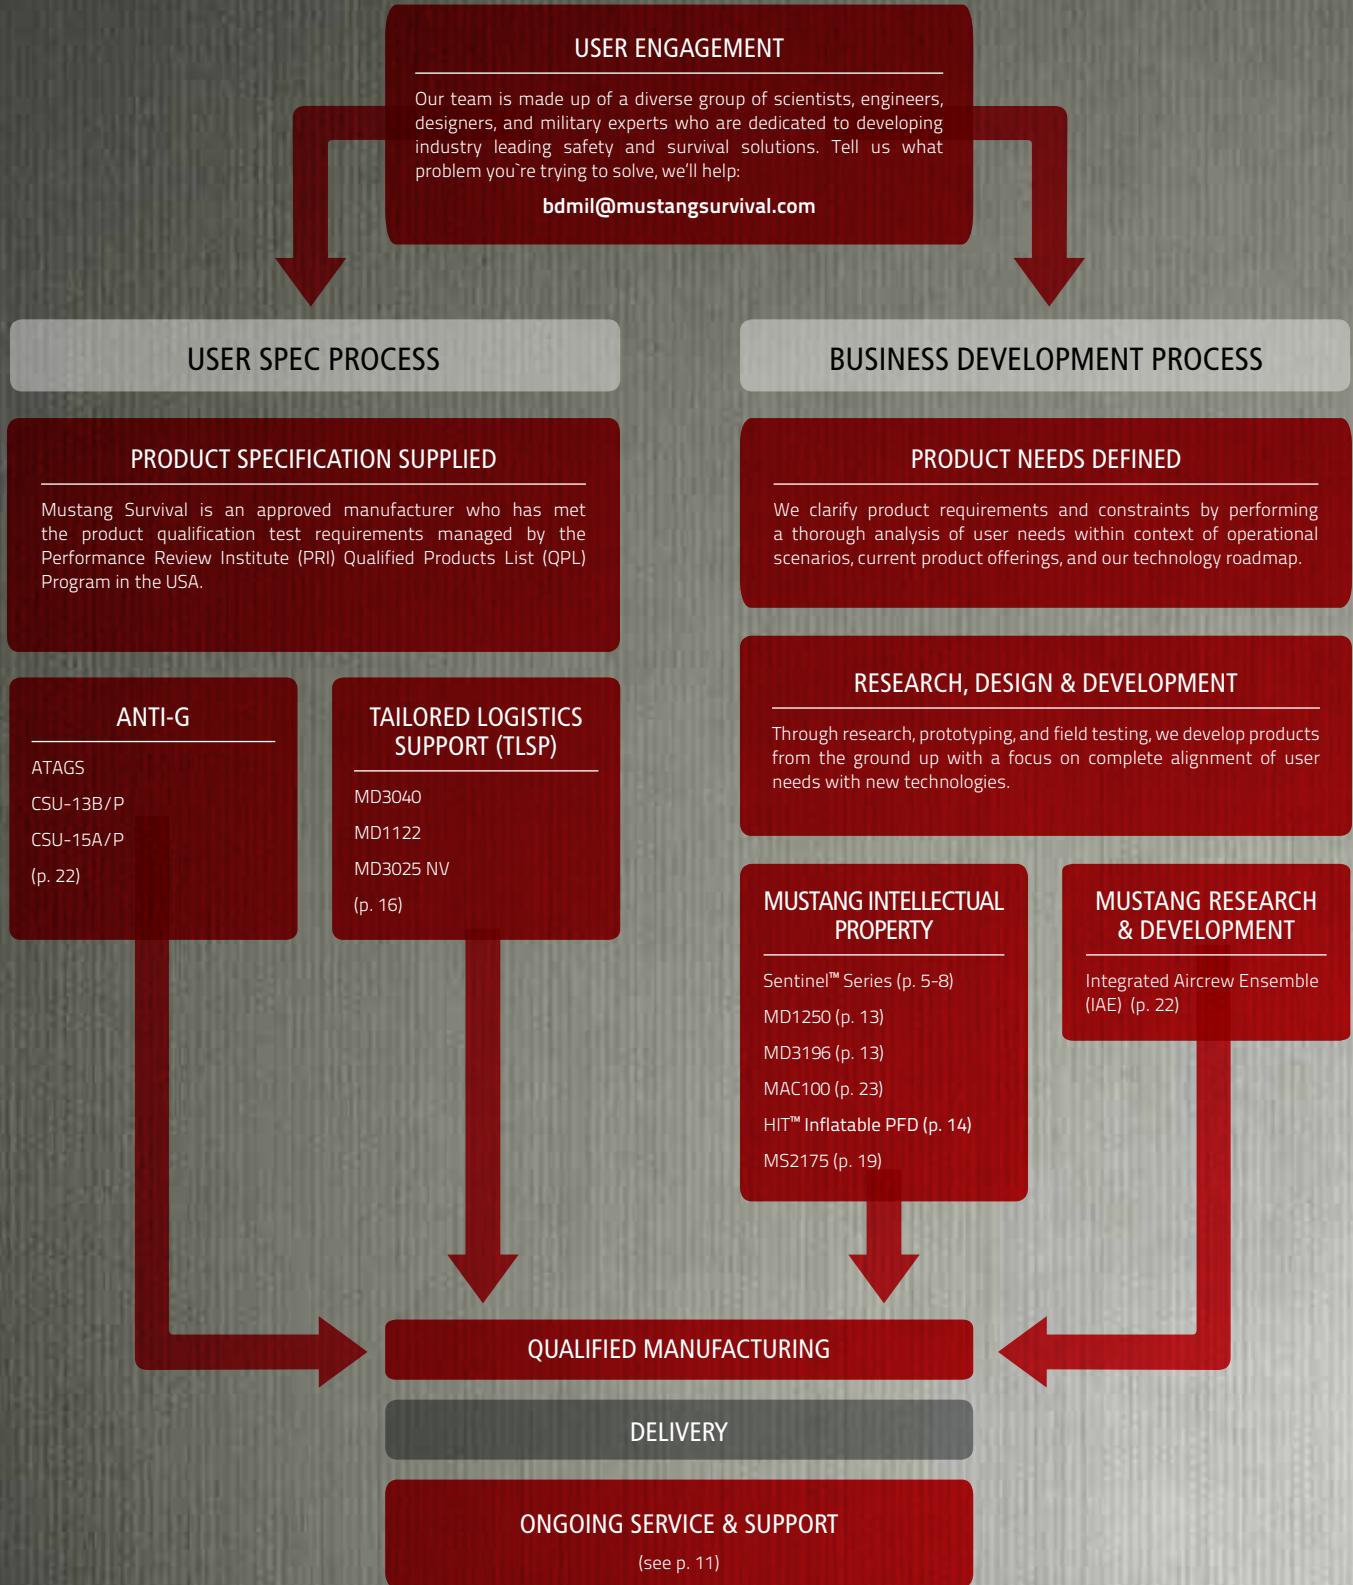 USER ENGAGEMENT
Our team is made up of a diverse group of scientists, engineers,
designers, and military experts who are dedicated to developing
industry leading safety and survival solutions. Tell us what
problem you`re trying to solve, we'll help:
bdmil@mustangsurvival.com
USER SPEC PROCESS
PRODUCT SPECIFICATION SUPPLIED
Mustang Survival is an approved manufacturer who has met
the product qualification test requirements managed by the
Performance Review Institute (PRI) Qualified Products List (QPL)
Program in the USA.
ANTI-G
ATAGS
CSU-13B/P
CSU-15A/P
(p. 22)
TAILORED LOGISTICS
SUPPORT (TLSP)
MD3040
MD1122
MD3025 NV
(p. 16)
BUSINESS DEVELOPMENT PROCESS
PRODUCT NEEDS DEFINED
We clarify product requirements and constraints by performing
a thorough analysis of user needs within context of operational
scenarios, current product offerings, and our technology roadmap.
RESEARCH, DESIGN & DEVELOPMENT
Through research, prototyping, and field testing, we develop products
from the ground up with a focus on complete alignment of user
needs with new technologies.
MUSTANG INTELLECTUAL
PROPERTY
Sentinel™ Series (p. 5-8)
MD1250 (p. 13)
MD3196 (p. 13)
MAC100 (p. 23)
HIT™ Inflatable PFD (p. 14)
MS2175 (p. 19)
MUSTANG RESEARCH
& DEVELOPMENT
Integrated Aircrew Ensemble
(IAE) (p. 22)
QUALIFIED MANUFACTURING
DELIVERY
ONGOING SERVICE & SUPPORT
(see p. 11)